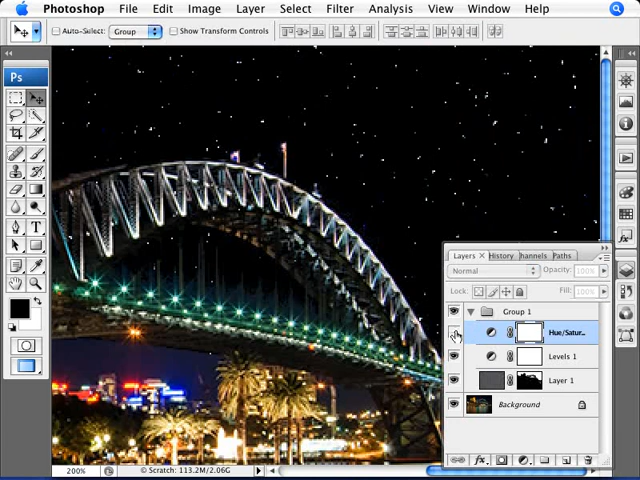 Photoshop File Edit Image Layer Select Filter Analysis View Window Help
Auto-Select: Group Show Transform Controls
Ps
Layers × History Channels Paths
Normal Opacity: 100%
Lock: Fill: 100%
Group 1
Hue/Satur...
Levels 1
Layer 1
Background
fx
200% Scratch: 113.2M/2.06G